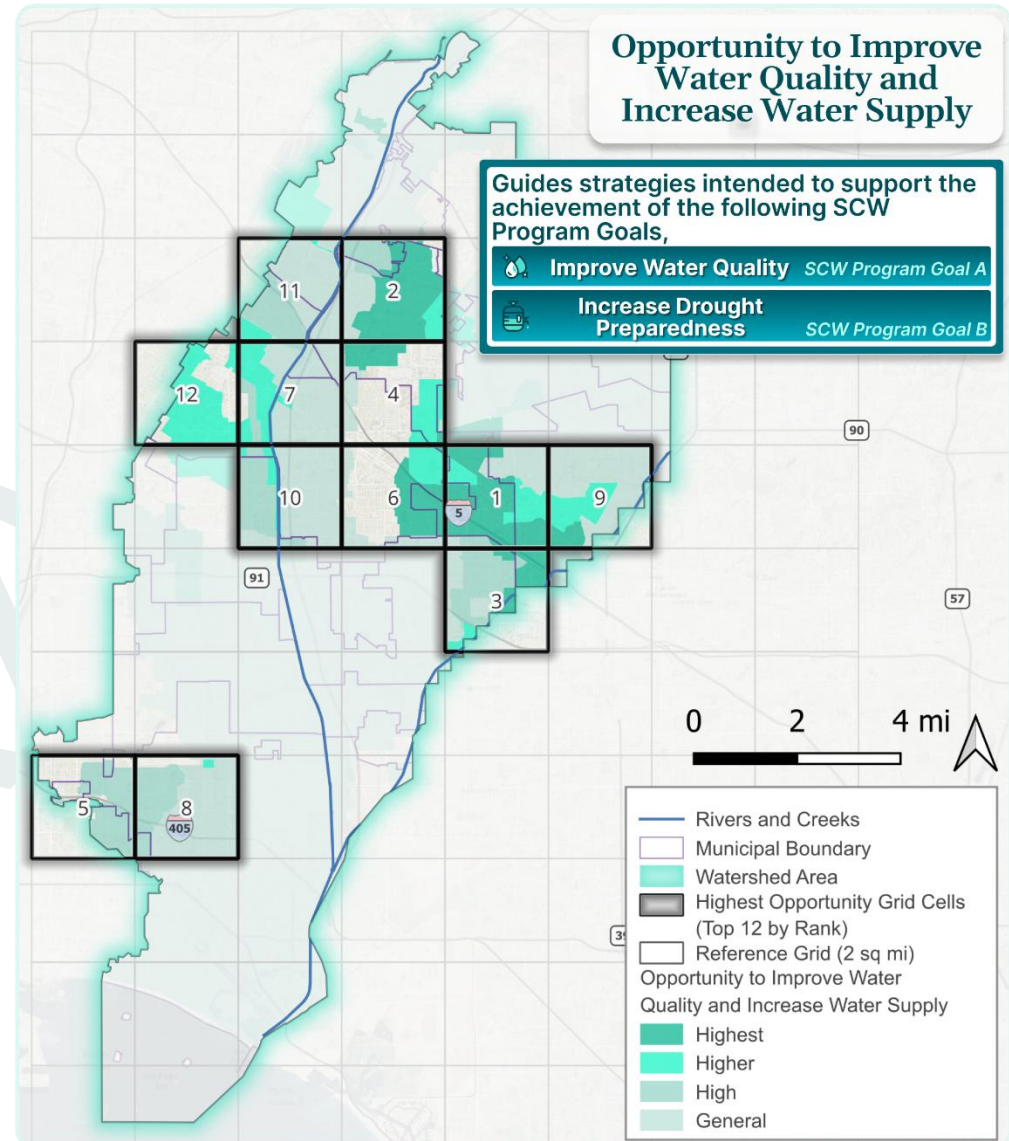 Opportunity to Improve
Water Quality and
Increase Water Supply
Guides strategies intended to support the
achievement of the following SCW
Program Goals,
Improve Water Quality SCW Program Goal A
Increase Drought
Preparedness SCW Program Goal B
11
2
12
7
4
90
10
6
1
9
5
91
3
57
0 2 4 mi
5
8
405
Rivers and Creeks
Municipal Boundary
Watershed Area
Highest Opportunity Grid Cells
(Top 12 by Rank)
Reference Grid (2 sq mi)
Opportunity to Improve Water
Quality and Increase Water Supply
Highest
Higher
High
General